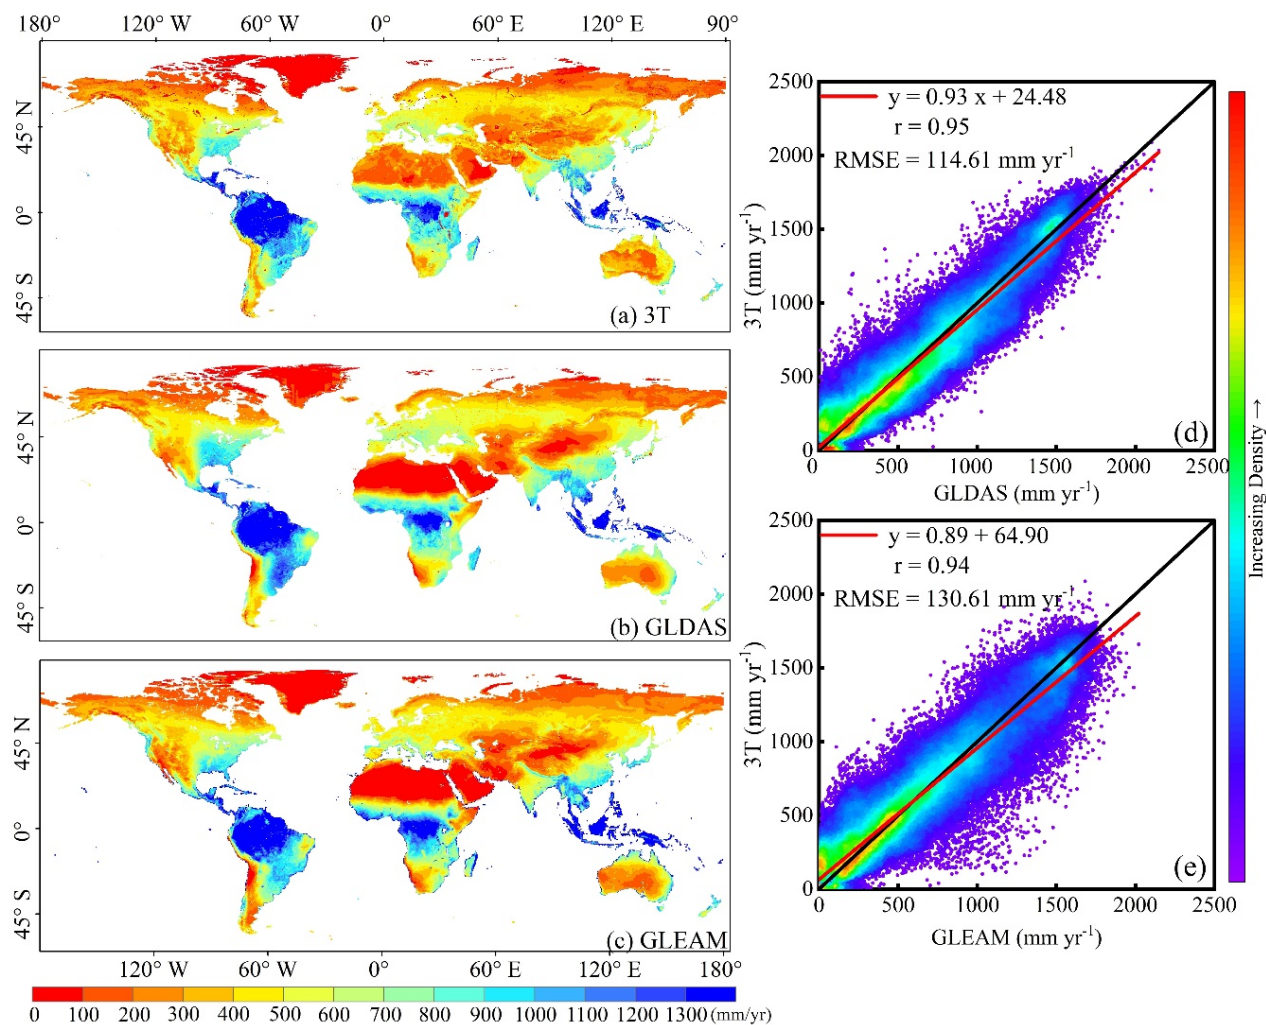 180° 120° W 60° W 0° 60° E 120° E 90°
45° N
0°
45° S
(a) 3T
45° N
0°
45° S
(b) GLDAS
45° N
0°
45° S
(c) GLEAM
120° W 60° W 0° 60° E 120° E 180°
0 100 200 300 400 500 600 700 800 900 1000 1100 1200 1300 (mm/yr)
2500
2000
1500
1000
500
0
3T (mm yr⁻¹)
y = 0.93 x + 24.48
r = 0.95
RMSE = 114.61 mm yr⁻¹
(d)
0 500 1000 1500 2000 2500
GLDAS (mm yr⁻¹)
2500
2000
1500
1000
500
0
3T (mm yr⁻¹)
y = 0.89 + 64.90
r = 0.94
RMSE = 130.61 mm yr⁻¹
(e)
0 500 1000 1500 2000 2500
GLEAM (mm yr⁻¹)
Increasing Density →